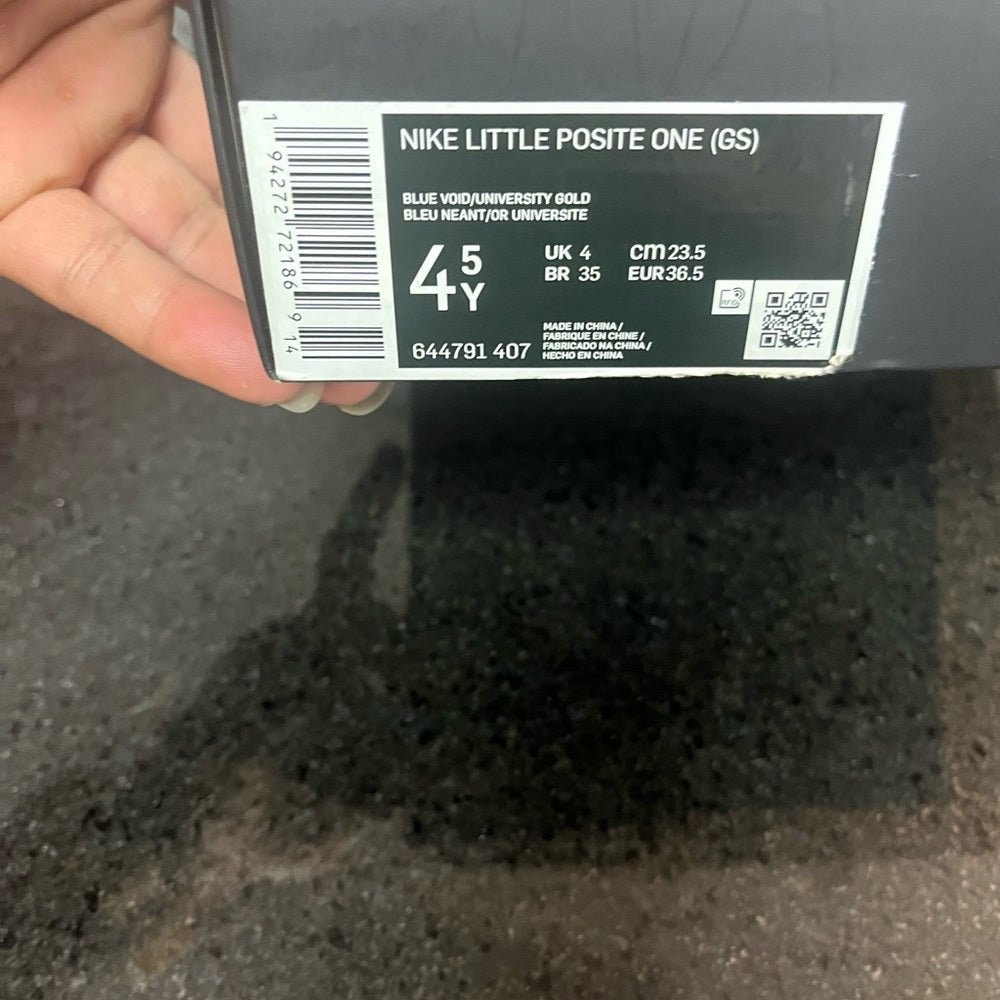 NIKE LITTLE POSITE ONE (GS)
BLUE VOID/UNIVERSITY GOLD
BLEU NEANT/OR UNIVERSITE
4 5 Y
UK 4 CM 23.5
BR 35 EUR 36.5
644791 407
MADE IN CHINA /
FABRIQUE EN CHINE /
FABRICADO NA CHINA /
HECHO EN CHINA
RFID
1 94272 72186 9 14